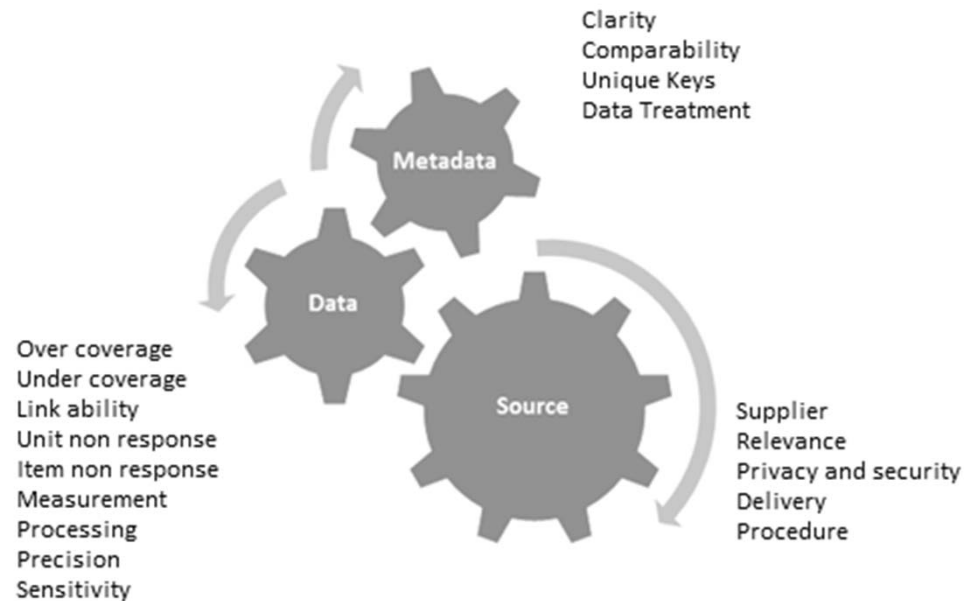 Clarity
Comparability
Unique Keys
Data Treatment
Metadata
Data
Over coverage
Under coverage
Link ability
Unit non response
Item non response
Measurement
Processing
Precision
Sensitivity
Source
Supplier
Relevance
Privacy and security
Delivery
Procedure